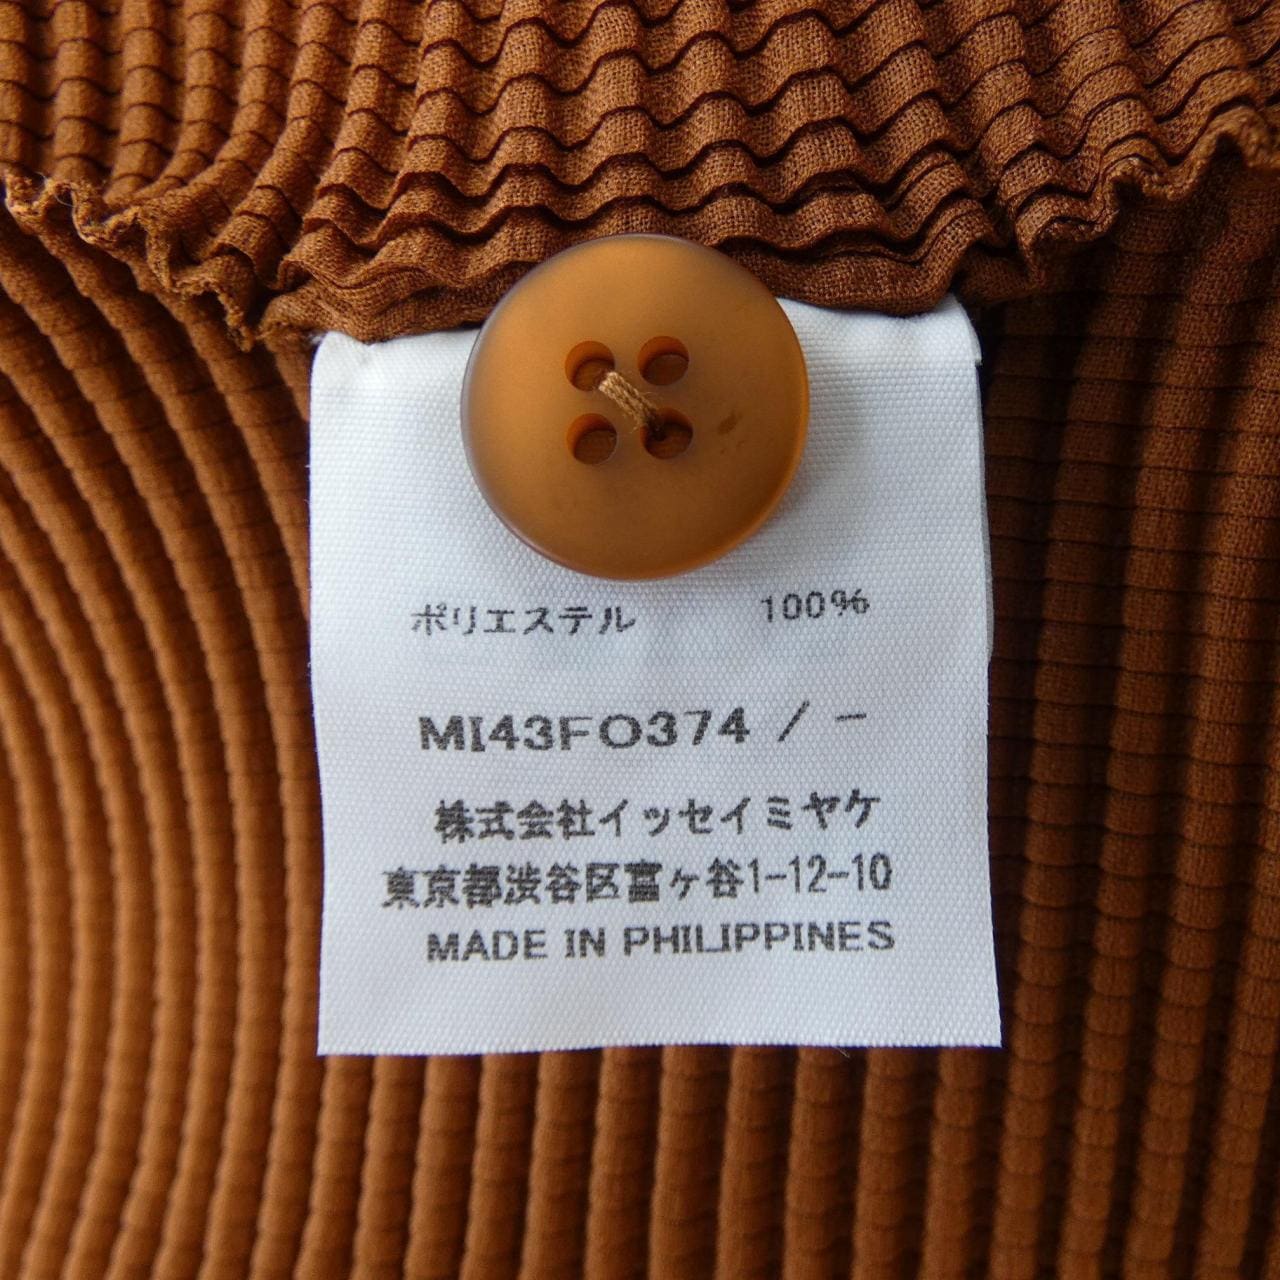 ポリエステル 100%
MI43FO374 / -
株式会社イッセイミヤケ
東京都渋谷区富ヶ谷1-12-10
MADE IN PHILIPPINES